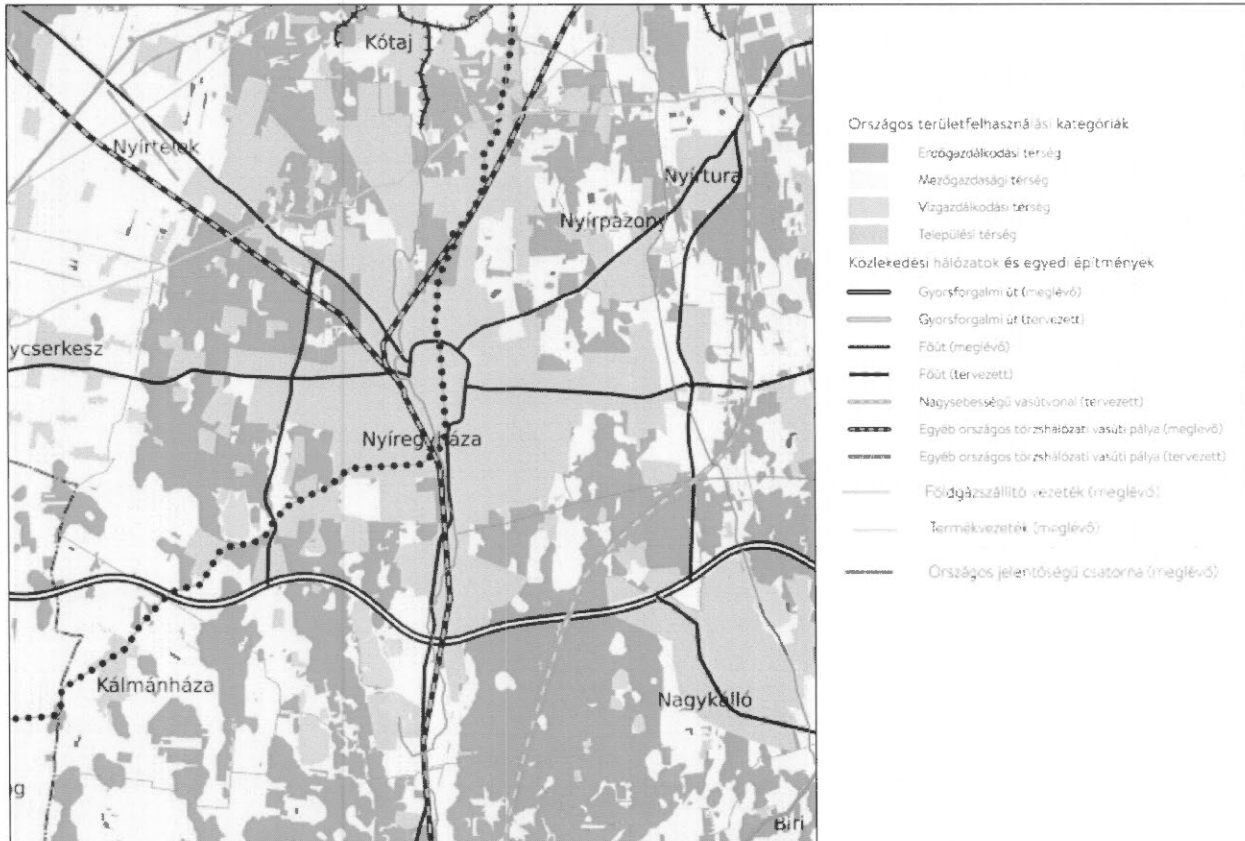 Kótaj
Nyírtelek
Nyírtura
Nyírpazony
ycserkesz
Nyíregyháza
Kálmánháza
Nagykálló
og
Biri
Országos területfelhasználási kategóriák
Erdőgazdálkodási térség
Mezőgazdasági térség
Vízgazdálkodási térség
Települési térség
Közlekedési hálózatok és egyedi építmények
Gyorsforgalmi út (meglévő)
Gyorsforgalmi út (tervezett)
Főút (meglévő)
Főút (tervezett)
Nagysebességű vasútvonal (tervezett)
Egyéb országos törzshálózati vasúti pálya (meglévő)
Egyéb országos törzshálózati vasúti pálya (tervezett)
Földgázszállító vezeték (meglévő)
Termékvezeték (meglévő)
Országos jelentőségű csatorna (meglévő)